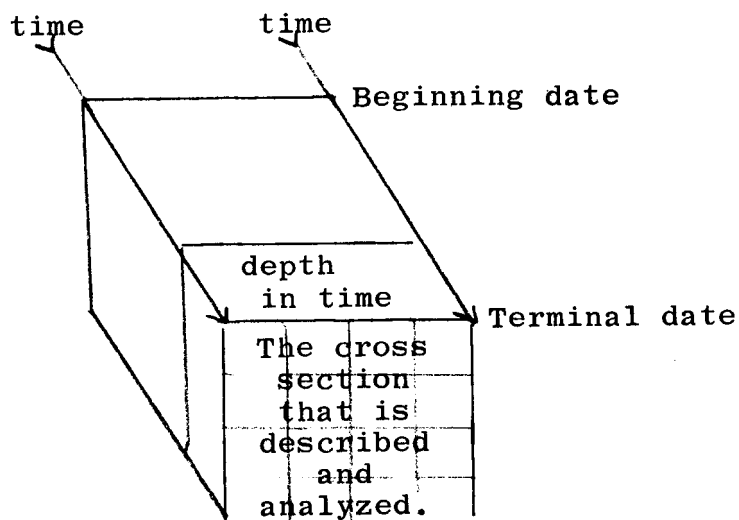 time time
Beginning date
depth
in time
Terminal date
The cross
section
that is
described
and
analyzed.